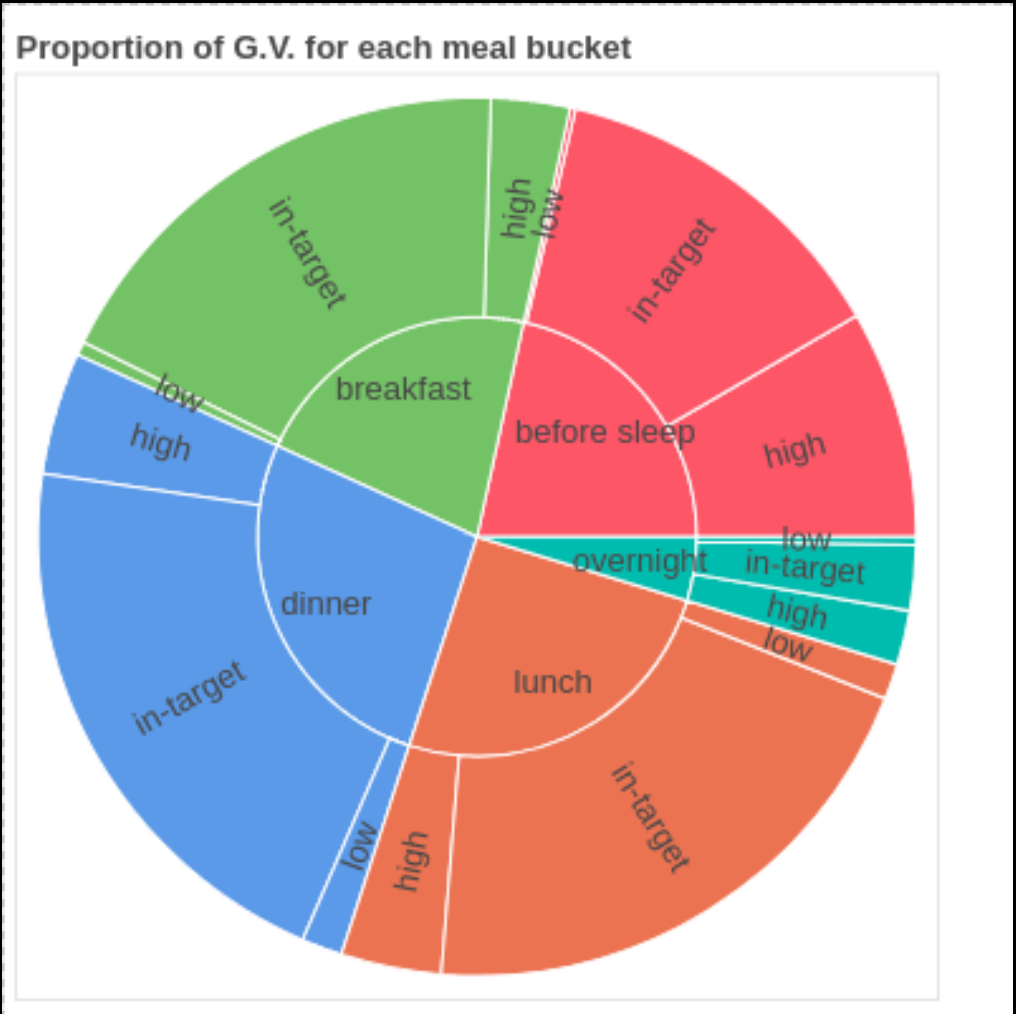 Proportion of G.V. for each meal bucket
in-target
high
low
in-target
breakfast
low
high
before sleep
high
low
overnight
in-target
dinner
high
low
lunch
in-target
in-target
low
high